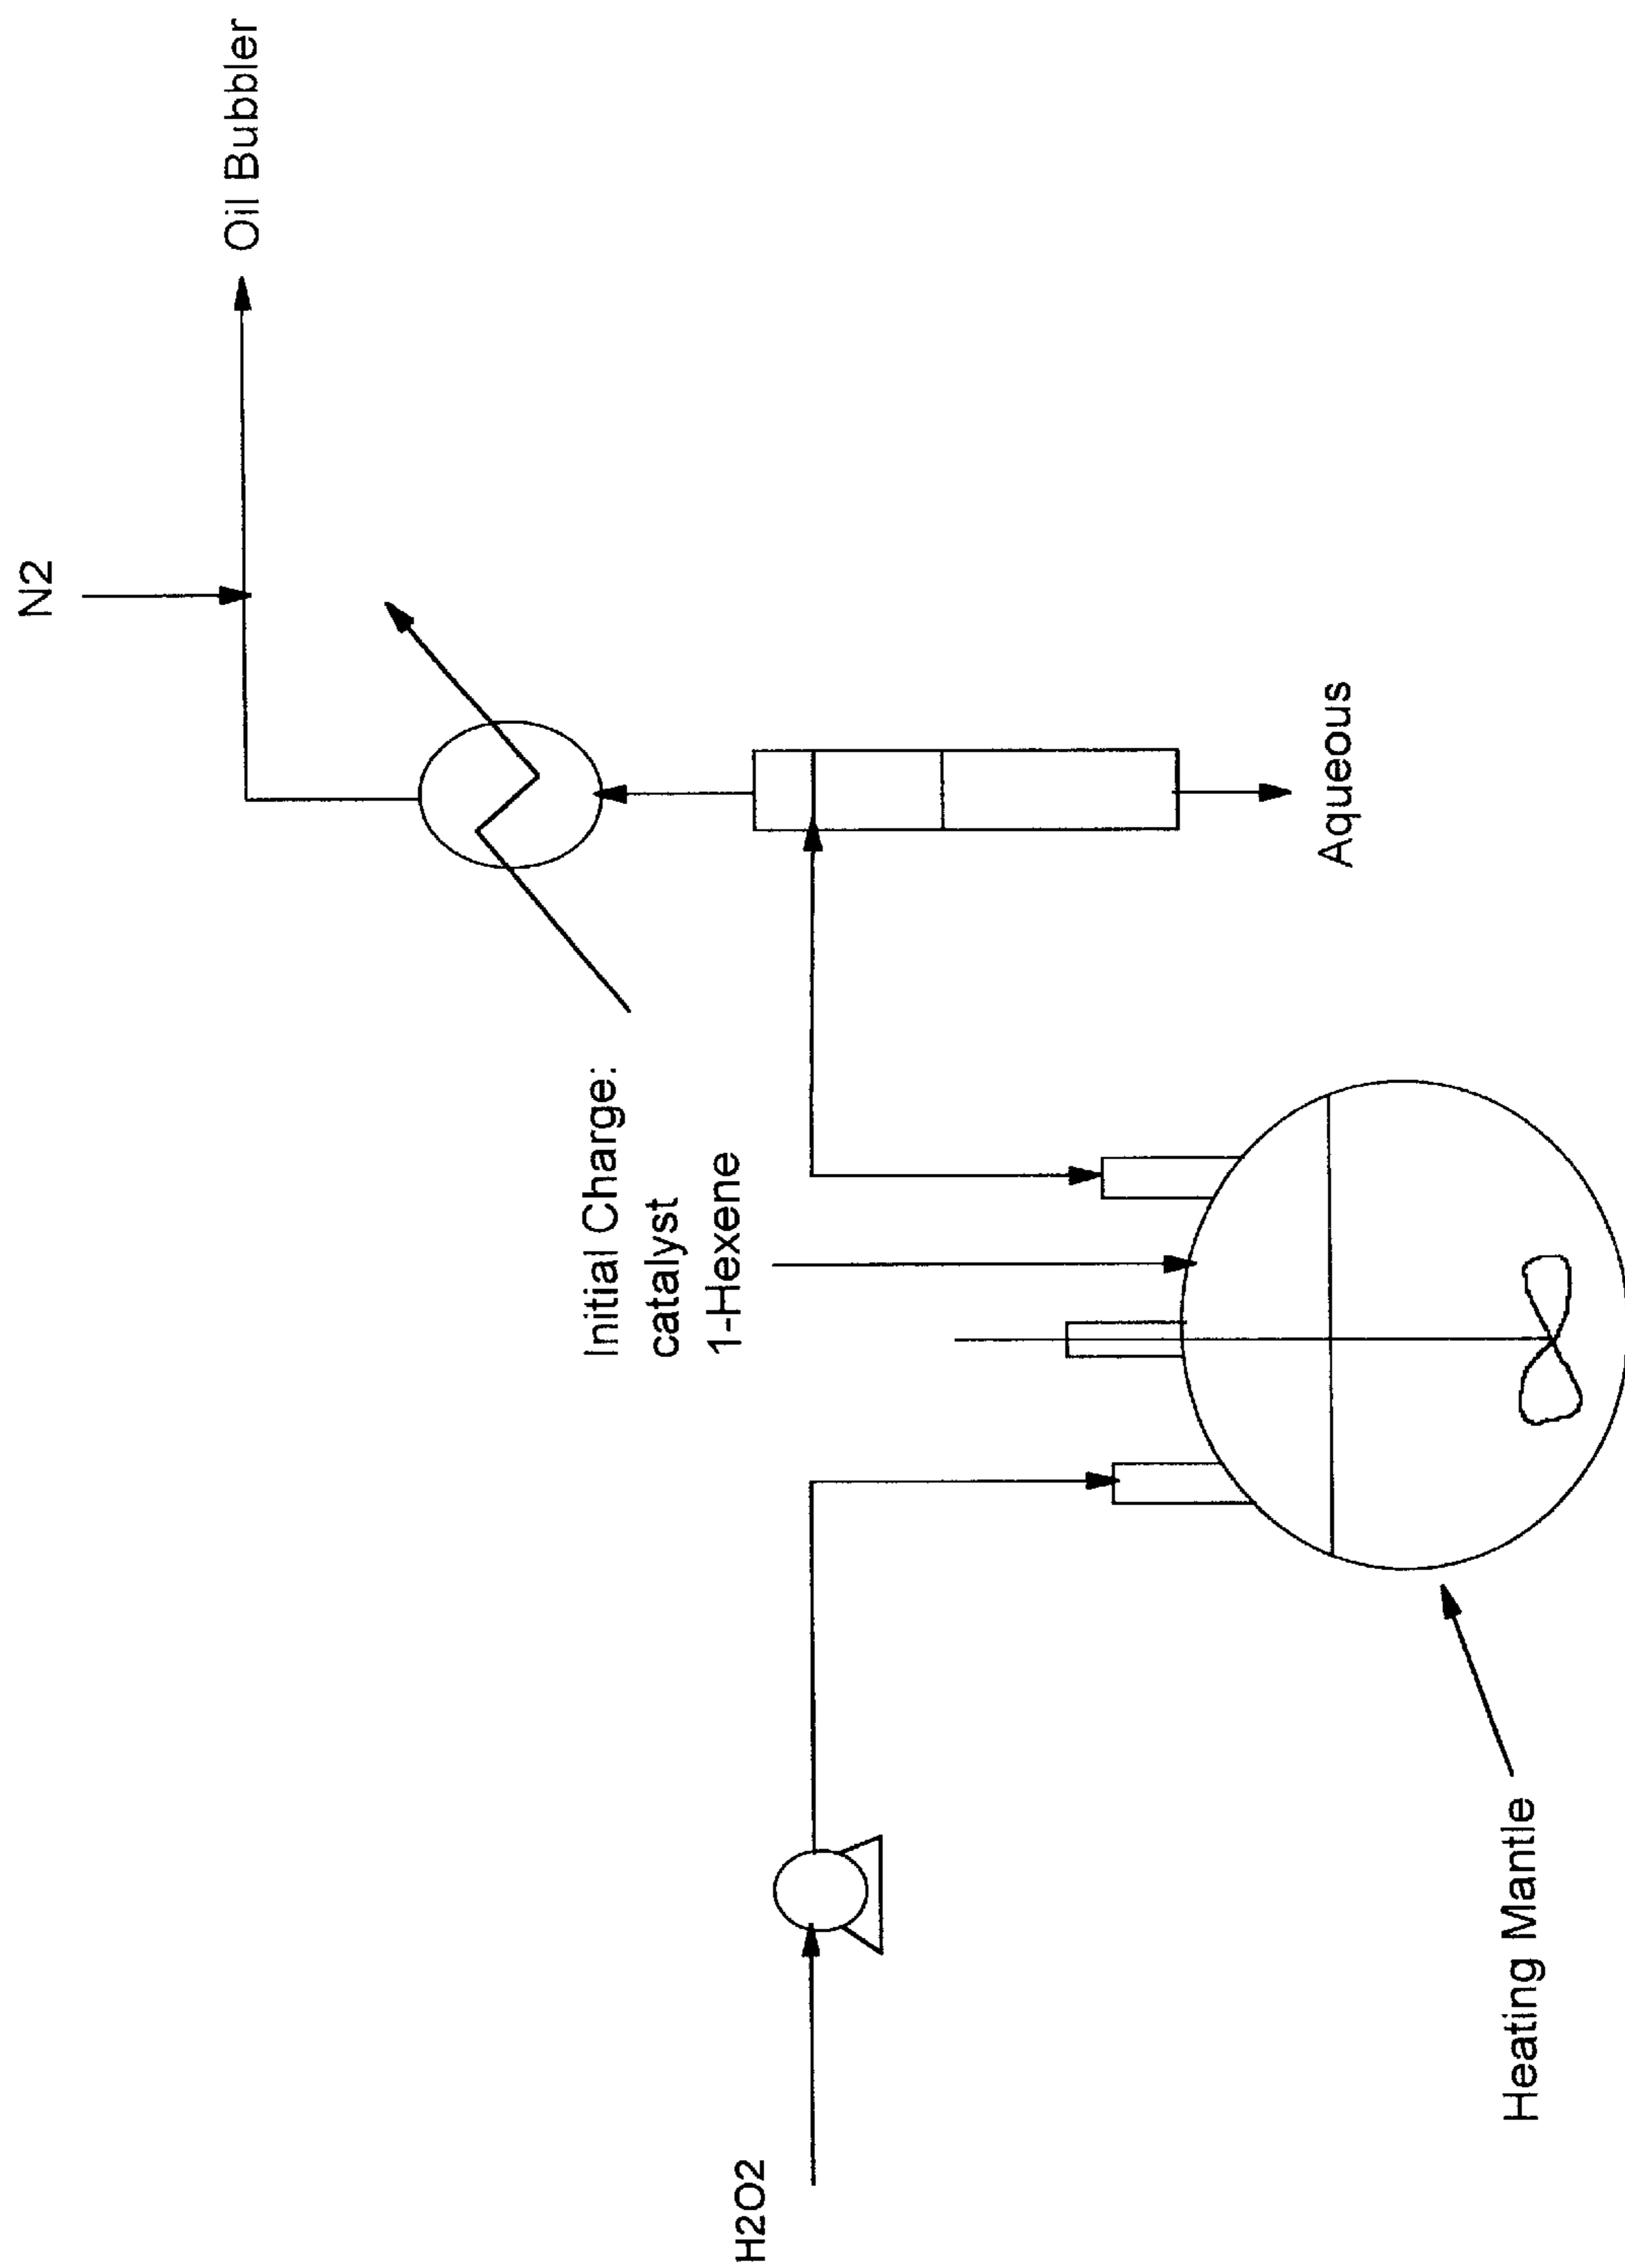 N2
Oil Bubbler
Initial Charge:
catalyst
1-Hexene
H2O2
Aqueous
Heating Mantle